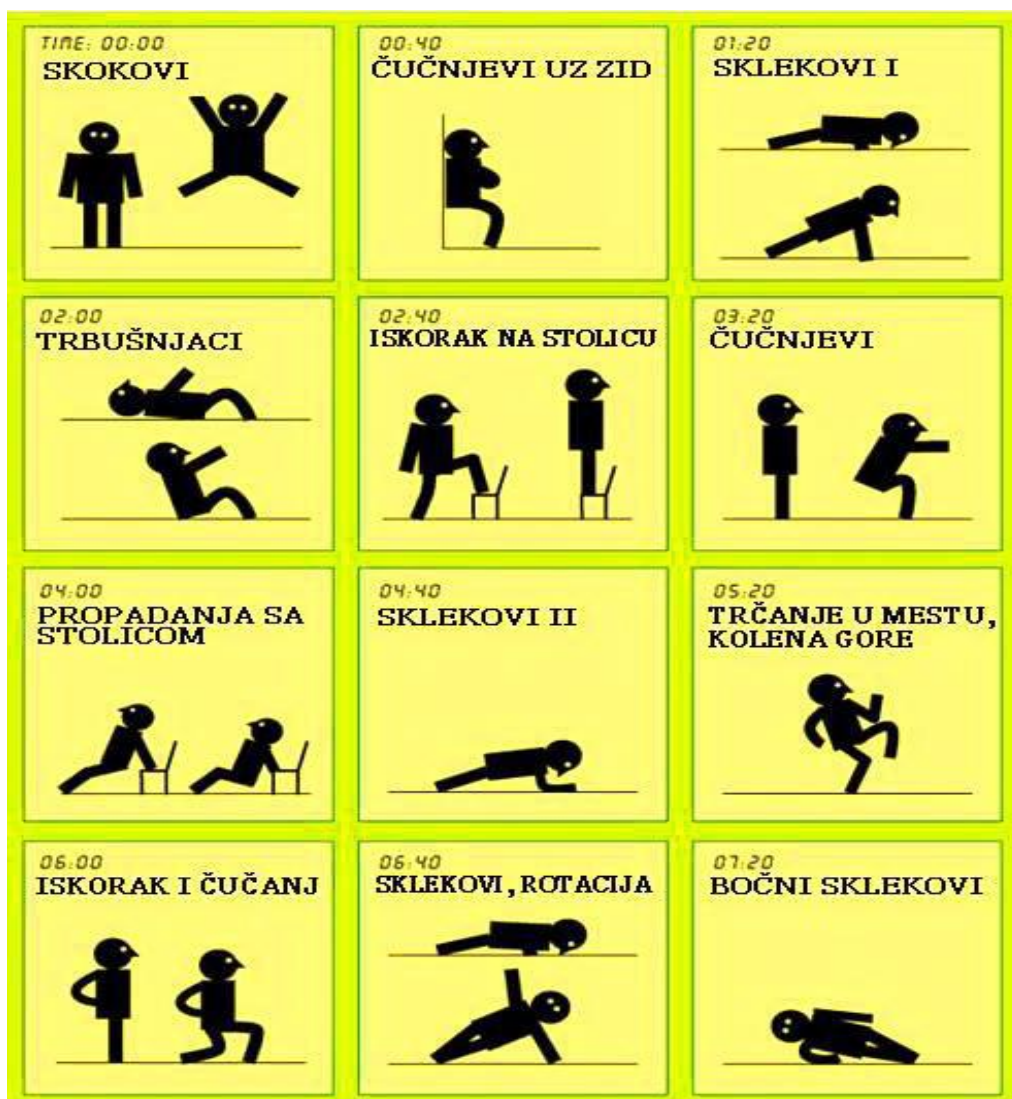 TIME: 00:00
SKOKOVI
00:40
ČUČNJEVI UZ ZID
01:20
SKLEKOVI I
02:00
TRBUŠNJACI
02:40
ISKORAK NA STOLICU
03:20
ČUČNJEVI
04:00
PROPADANJA SA
STOLICOM
04:40
SKLEKOVI II
05:20
TRČANJE U MESTU,
KOLENA GORE
06:00
ISKORAK I ČUČANJ
06:40
SKLEKOVI, ROTACIJA
07:20
BOČNI SKLEKOVI